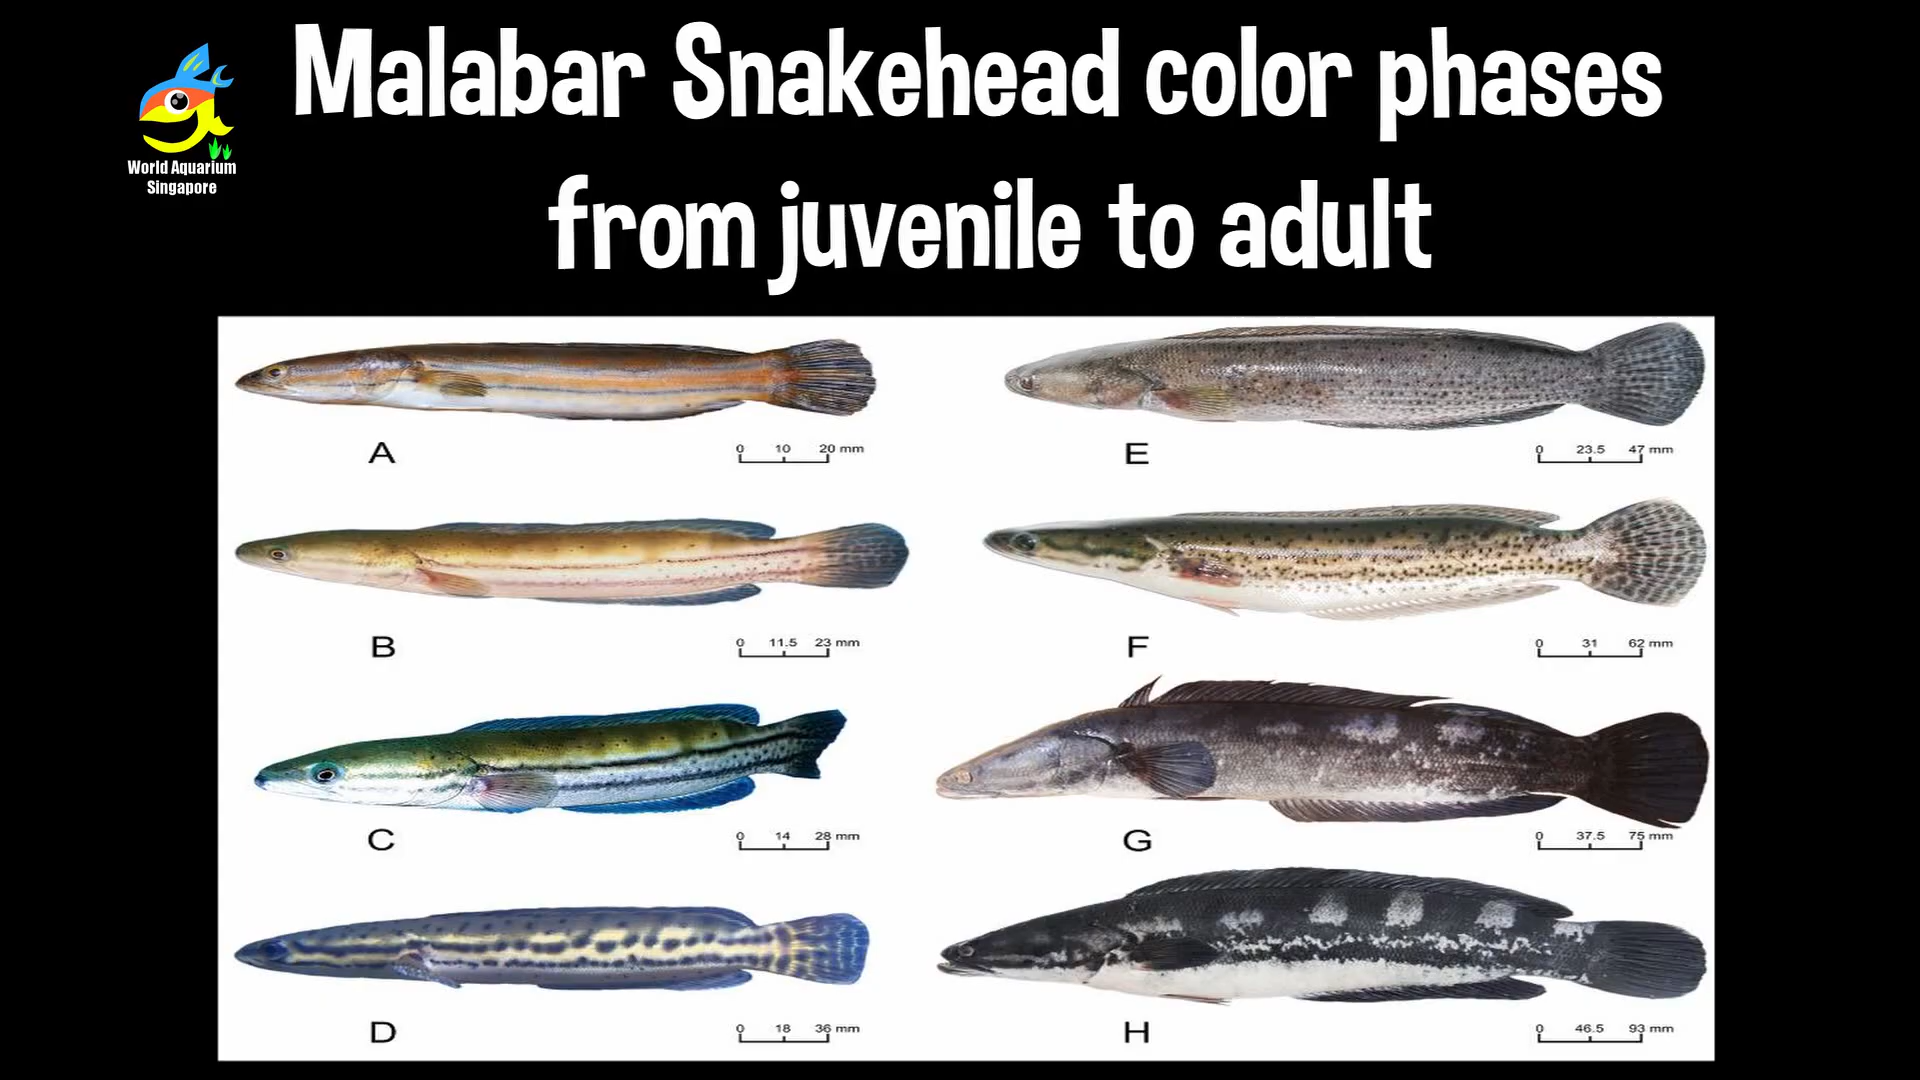 Malabar Snakehead color phases
from juvenile to adult
World Aquarium
Singapore
A
0 10 20 mm
E
0 23.5 47 mm
B
0 11.5 23 mm
F
0 31 62 mm
C
0 14 28 mm
G
0 37.5 75 mm
D
0 18 36 mm
H
0 46.5 93 mm